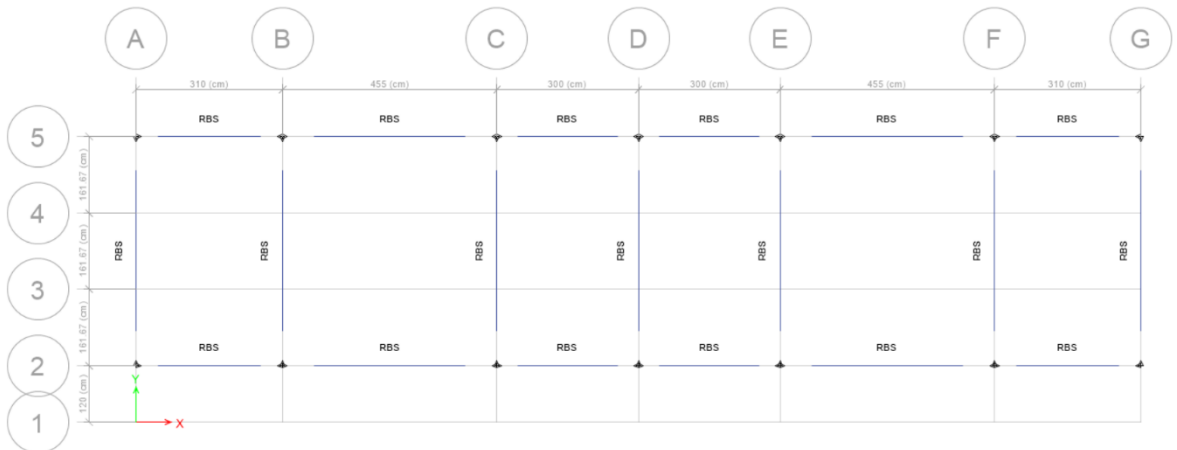 A B C D E F G
310 (cm) 455 (cm) 300 (cm) 300 (cm) 455 (cm) 310 (cm)
RBS RBS RBS RBS RBS RBS
5
161.67 (cm)
4
RBS RBS RBS RBS RBS RBS RBS
161.67 (cm)
3
161.67 (cm)
RBS RBS RBS RBS RBS RBS
2
Y
120 (cm)
1 X